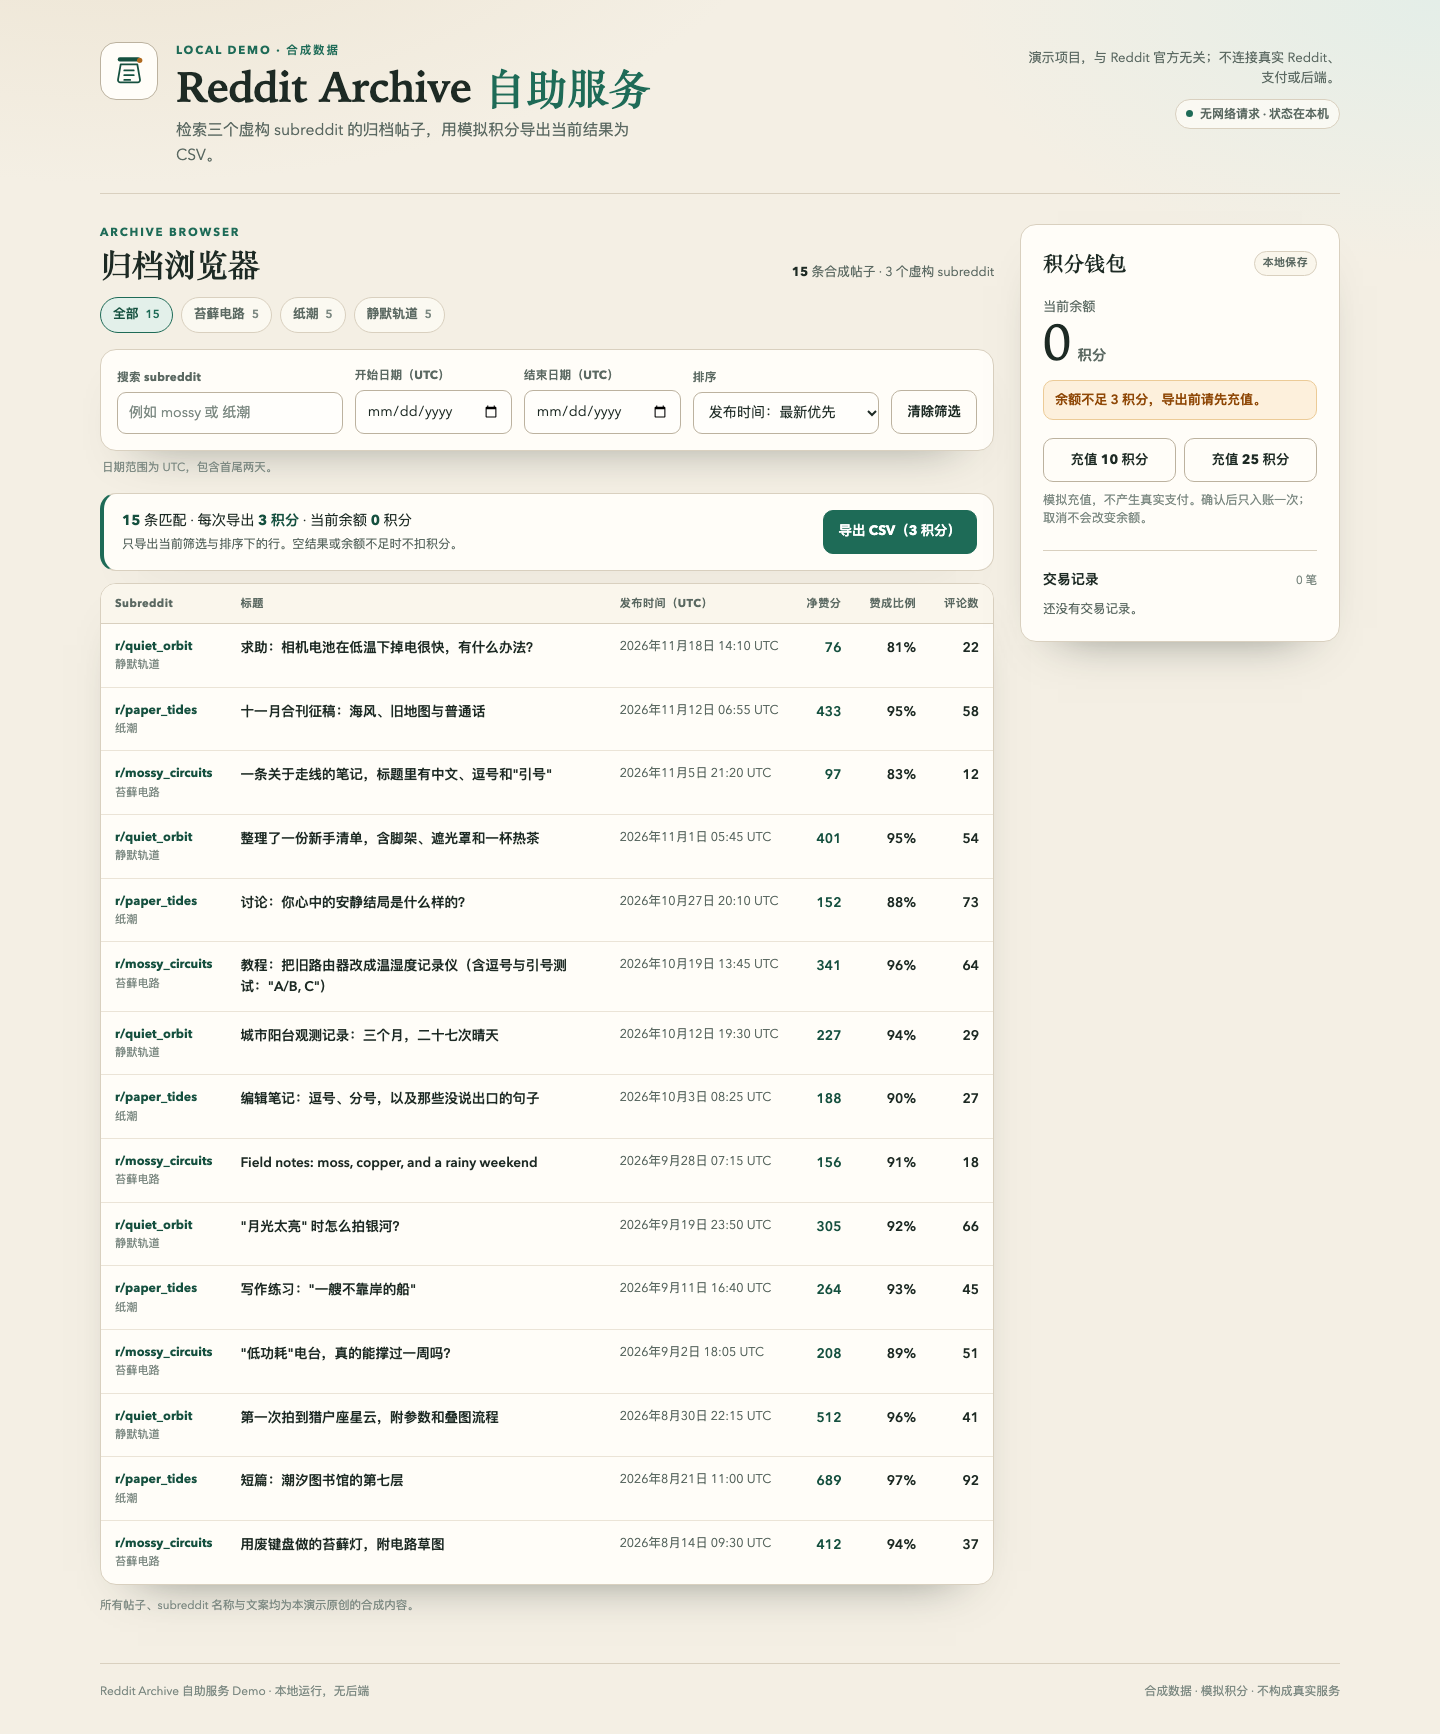 LOCAL DEMO · 合成数据
Reddit Archive 自助服务
检索三个虚构 subreddit 的归档帖子，用模拟积分导出当前结果为
CSV。
演示项目，与 Reddit 官方无关；不连接真实 Reddit、
支付或后端。
无网络请求 · 状态在本机
ARCHIVE BROWSER
归档浏览器
15 条合成帖子 · 3 个虚构 subreddit
全部 15
苔藓电路 5
纸潮 5
静默轨道 5
搜索 subreddit
开始日期（UTC）
结束日期（UTC）
排序
例如 mossy 或 纸潮
mm/dd/yyyy
mm/dd/yyyy
发布时间：最新优先
清除筛选
日期范围为 UTC，包含首尾两天。
15 条匹配 · 每次导出 3 积分 · 当前余额 0 积分
只导出当前筛选与排序下的行。空结果或余额不足时不扣积分。
导出 CSV（3 积分）
Subreddit 标题 发布时间（UTC） 净赞分 赞成比例 评论数
r/quiet_orbit 求助：相机电池在低温下掉电很快，有什么办法？ 2026年11月18日 14:10 UTC 76 81% 22
静默轨道
r/paper_tides 十一月合刊征稿：海风、旧地图与普通话 2026年11月12日 06:55 UTC 433 95% 58
纸潮
r/mossy_circuits 一条关于走线的笔记，标题里有中文、逗号和"引号" 2026年11月5日 21:20 UTC 97 83% 12
苔藓电路
r/quiet_orbit 整理了一份新手清单，含脚架、遮光罩和一杯热茶 2026年11月1日 05:45 UTC 401 95% 54
静默轨道
r/paper_tides 讨论：你心中的安静结局是什么样的？ 2026年10月27日 20:10 UTC 152 88% 73
纸潮
r/mossy_circuits 教程：把旧路由器改成温湿度记录仪（含逗号与引号测 2026年10月19日 13:45 UTC 341 96% 64
苔藓电路 试："A/B, C"）
r/quiet_orbit 城市阳台观测记录：三个月，二十七次晴天 2026年10月12日 19:30 UTC 227 94% 29
静默轨道
r/paper_tides 编辑笔记：逗号、分号，以及那些没说出口的句子 2026年10月3日 08:25 UTC 188 90% 27
纸潮
r/mossy_circuits Field notes: moss, copper, and a rainy weekend 2026年9月28日 07:15 UTC 156 91% 18
苔藓电路
r/quiet_orbit "月光太亮" 时怎么拍银河？ 2026年9月19日 23:50 UTC 305 92% 66
静默轨道
r/paper_tides 写作练习："一艘不靠岸的船" 2026年9月11日 16:40 UTC 264 93% 45
纸潮
r/mossy_circuits "低功耗"电台，真的能撑过一周吗？ 2026年9月2日 18:05 UTC 208 89% 51
苔藓电路
r/quiet_orbit 第一次拍到猎户座星云，附参数和叠图流程 2026年8月30日 22:15 UTC 512 96% 41
静默轨道
r/paper_tides 短篇：潮汐图书馆的第七层 2026年8月21日 11:00 UTC 689 97% 92
纸潮
r/mossy_circuits 用废键盘做的苔藓灯，附电路草图 2026年8月14日 09:30 UTC 412 94% 37
苔藓电路
所有帖子、subreddit 名称与文案均为本演示原创的合成内容。
积分钱包
本地保存
当前余额
0 积分
余额不足 3 积分，导出前请先充值。
充值 10 积分
充值 25 积分
模拟充值，不产生真实支付。确认后只入账一次；
取消不会改变余额。
交易记录
0 笔
还没有交易记录。
Reddit Archive 自助服务 Demo · 本地运行，无后端
合成数据 · 模拟积分 · 不构成真实服务